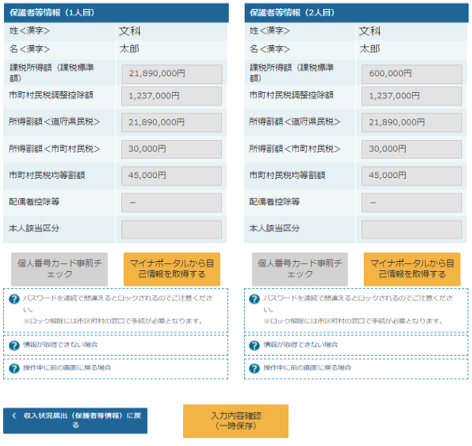 保護者等情報（1人目）
姓＜漢字＞
文科
名＜漢字＞
太郎
課税所得額（課税標準
額）
21,890,000円
市町村民税調整控除額
1,237,000円
所得割額＜道府県民税＞
21,890,000円
所得割額＜市町村民税＞
30,000円
市町村民税均等割額
45,000円
配偶者控除等
－
本人該当区分
個人番号カード事前チ
ェック
マイナポータルから自
己情報を取得する
パスワードを連続で間違えるとロックされるのでご注意くださ
い。
※ロック解除には市区町村の窓口で手続が必要となります。
情報が取得できない場合
操作中に前の画面に戻る場合
保護者等情報（2人目）
姓＜漢字＞
文科
名＜漢字＞
太郎
課税所得額（課税標準
額）
600,000円
市町村民税調整控除額
1,237,000円
所得割額＜道府県民税＞
21,890,000円
所得割額＜市町村民税＞
30,000円
市町村民税均等割額
45,000円
配偶者控除等
－
本人該当区分
個人番号カード事前チ
ェック
マイナポータルから自
己情報を取得する
パスワードを連続で間違えるとロックされるのでご注意くださ
い。
※ロック解除には市区町村の窓口で手続が必要となります。
情報が取得できない場合
操作中に前の画面に戻る場合
収入状況届出（保護者等情報）に戻
る
入力内容確認
（一時保存）